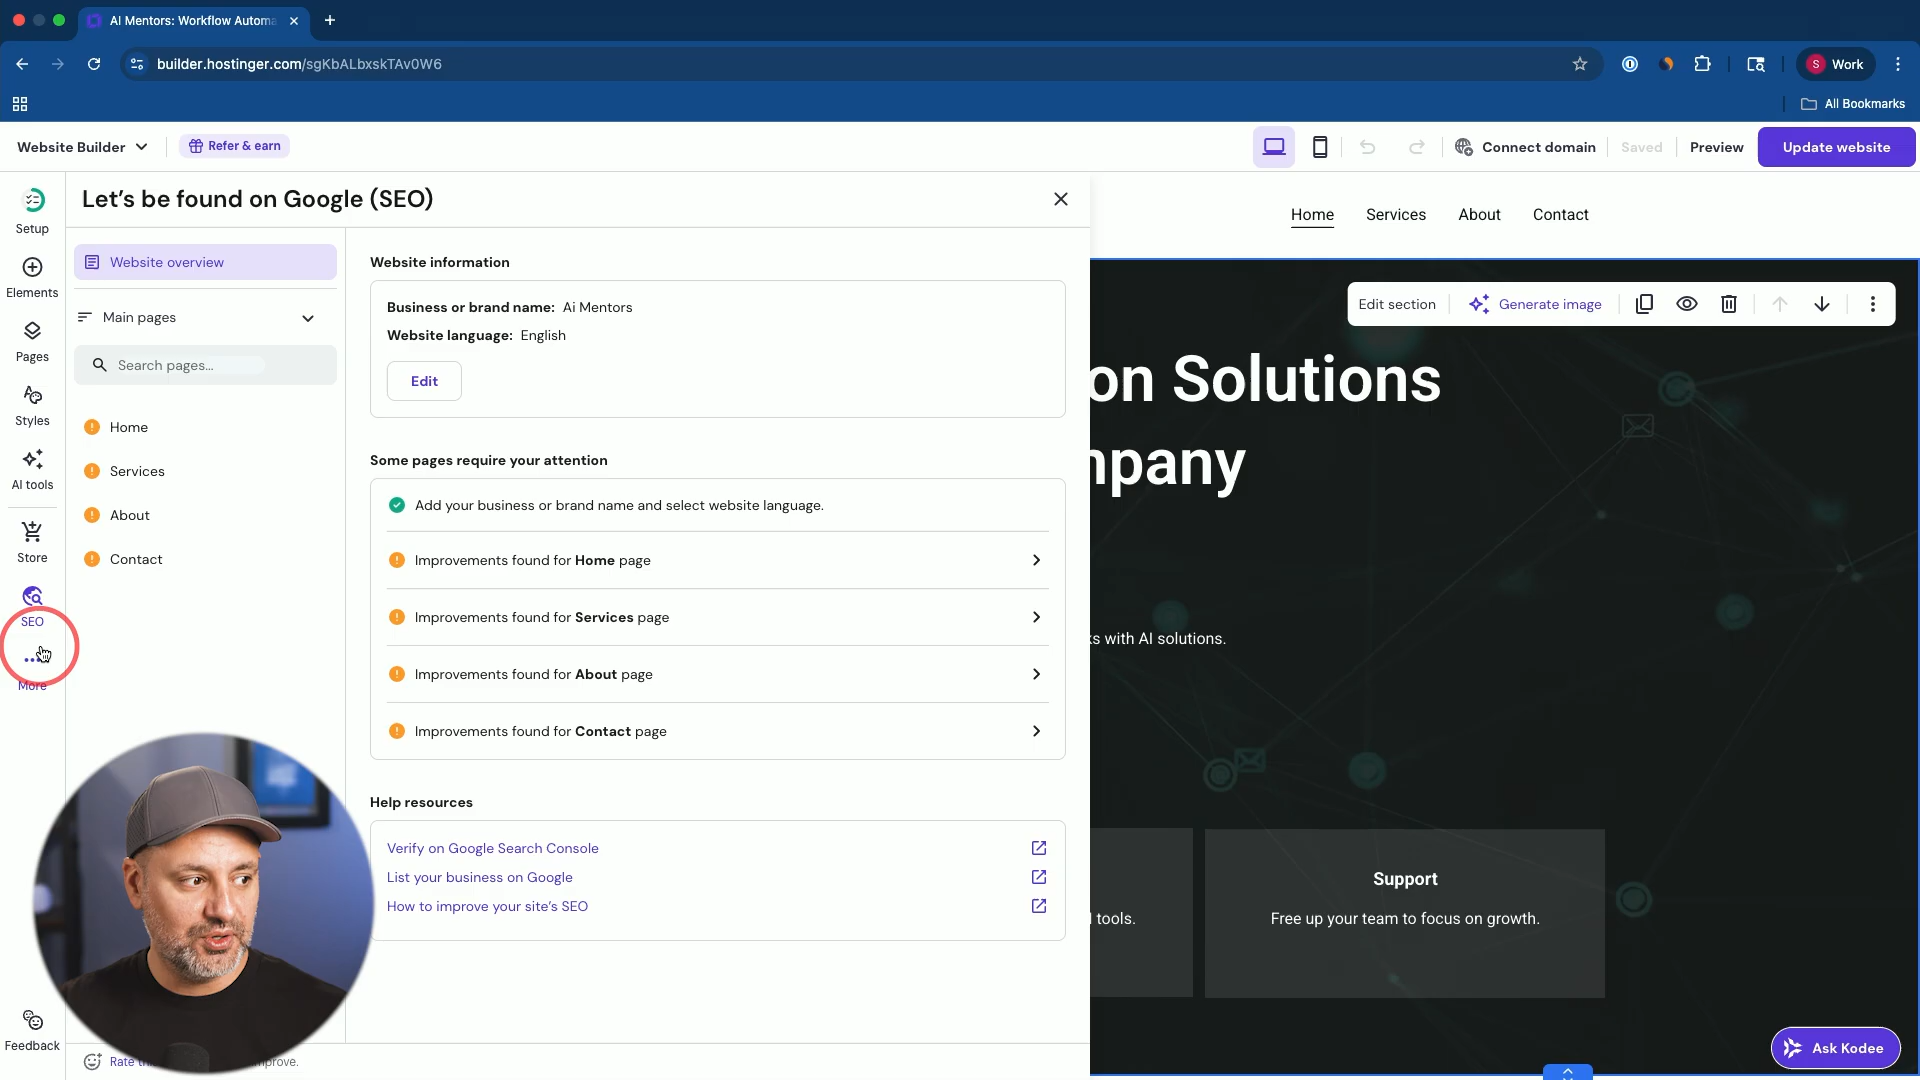 AI Mentors: Workflow Automa
builder.hostinger.com/sgKbALbxskTAv0W6
S Work
All Bookmarks
Website Builder
Refer & earn
Connect domain
Saved
Preview
Update website
Setup
Elements
Pages
Styles
AI tools
Store
SEO
More
Feedback
Let's be found on Google (SEO)
Website overview
Main pages
Search pages...
Home
Services
About
Contact
Website information
Business or brand name: Ai Mentors
Website language: English
Edit
Some pages require your attention
Add your business or brand name and select website language.
Improvements found for Home page
Improvements found for Services page
Improvements found for About page
Improvements found for Contact page
Help resources
Verify on Google Search Console
List your business on Google
How to improve your site's SEO
Rate
Home Services About Contact
Edit section
Generate image
on Solutions
mpany
with AI solutions.
tools.
Support
Free up your team to focus on growth.
Ask Kodee